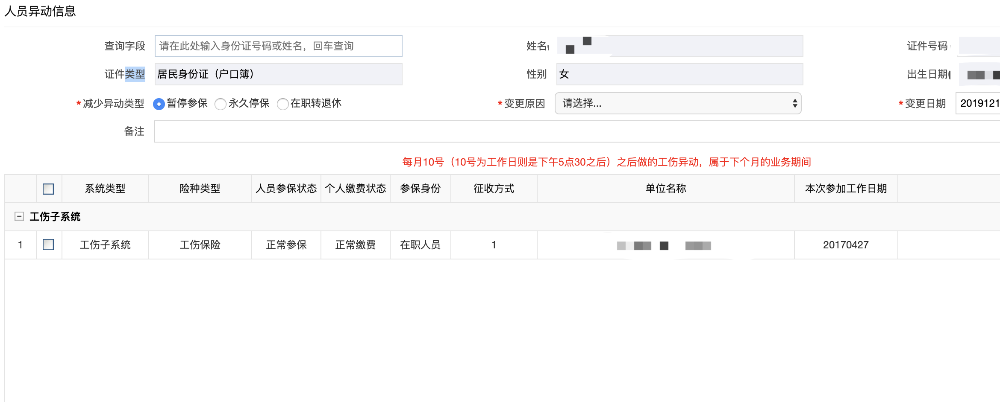 人员异动信息
查询字段 请在此处输入身份证号码或姓名，回车查询 姓名 证件号码
证件类型 居民身份证（户口簿） 性别 女 出生日期
*减少异动类型 暂停参保 永久停保 在职转退休 *变更原因 请选择... *变更日期 2019121
备注
每月10号（10号为工作日则是下午5点30之后）之后做的工伤异动，属于下个月的业务期间
系统类型 险种类型 人员参保状态 个人缴费状态 参保身份 征收方式 单位名称 本次参加工作日期
工伤子系统
1 工伤子系统 工伤保险 正常参保 正常缴费 在职人员 1 20170427